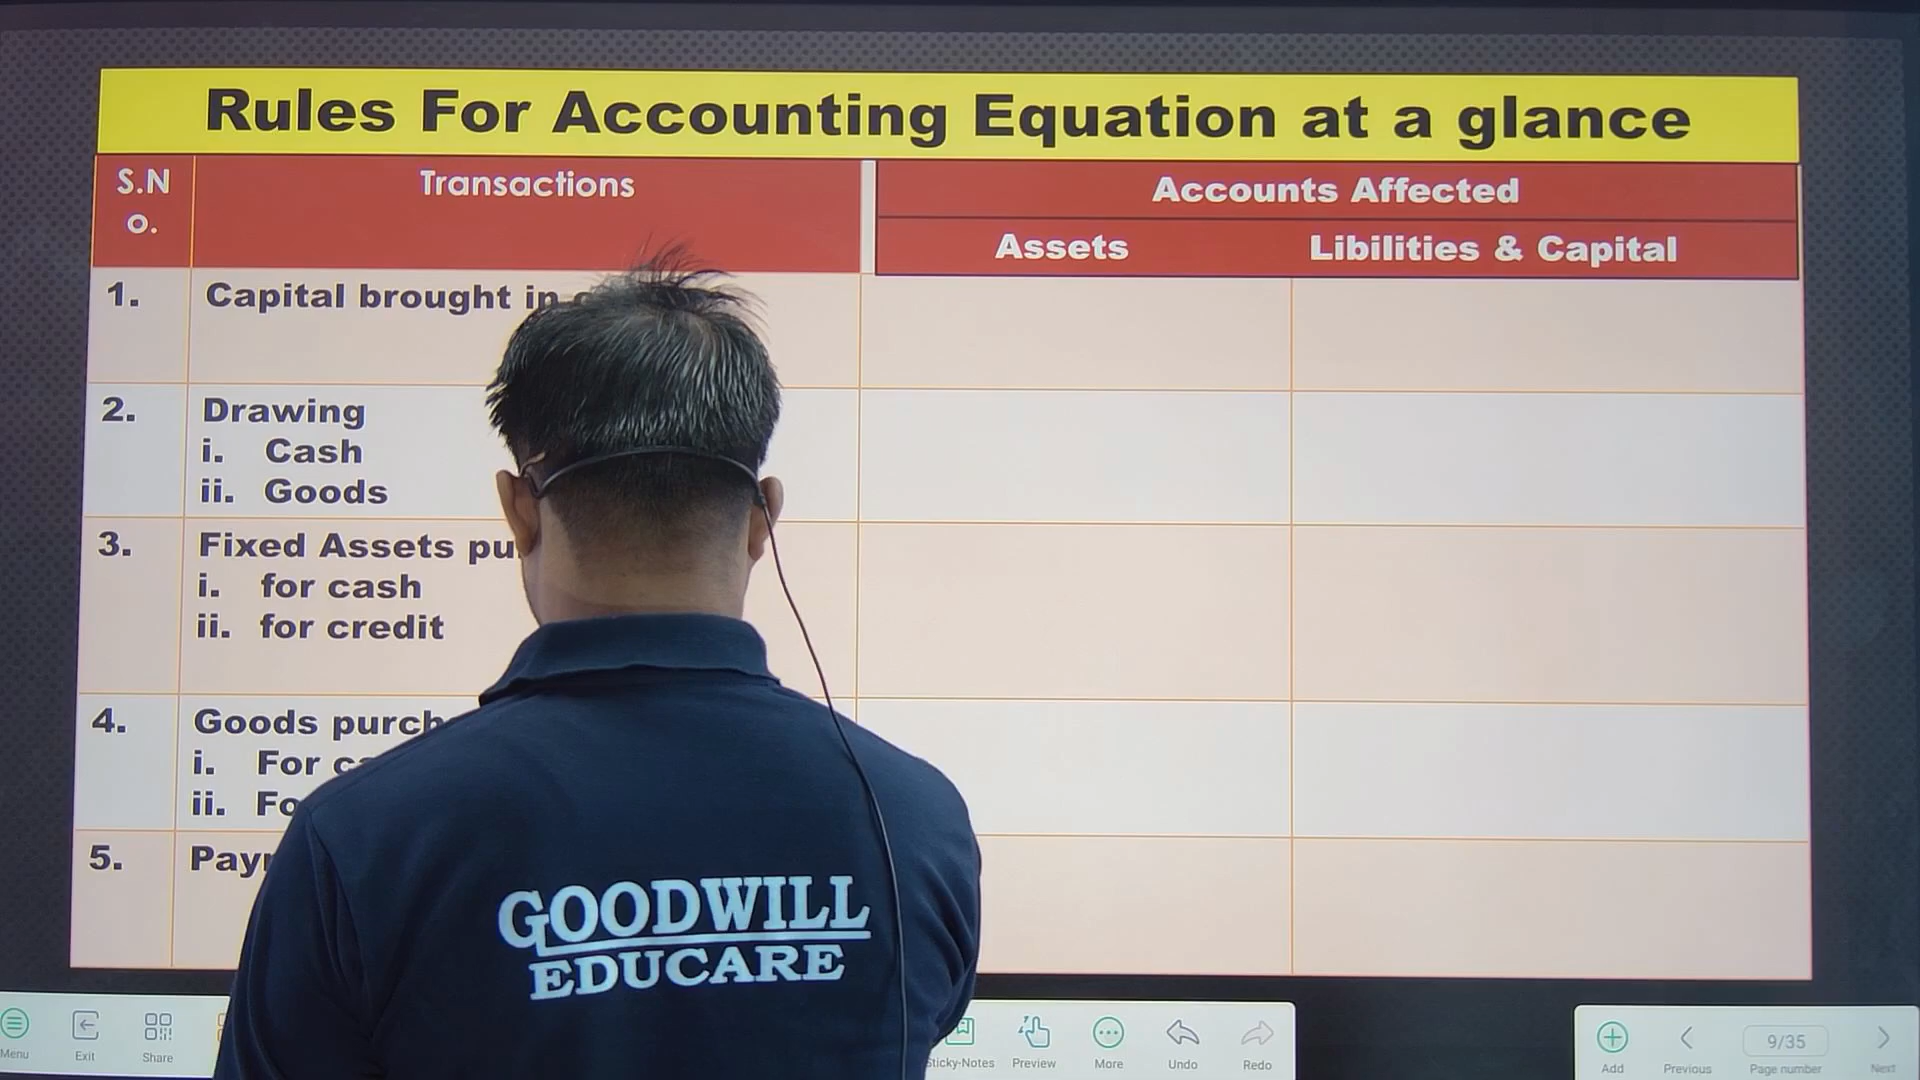 Rules For Accounting Equation at a glance
S.N
o.
Transactions
Accounts Affected
Assets
Libilities & Capital
1.
Capital brought in
2.
Drawing
i. Cash
ii. Goods
3.
Fixed Assets
i. for cash
ii. for credit
4.
Goods
i. For
ii.
5.
GOODWILL
EDUCARE
Menu
Exit
Share
Sticky-Notes
Preview
More
Undo
Redo
Add
Previous
9/35
Page number
Next